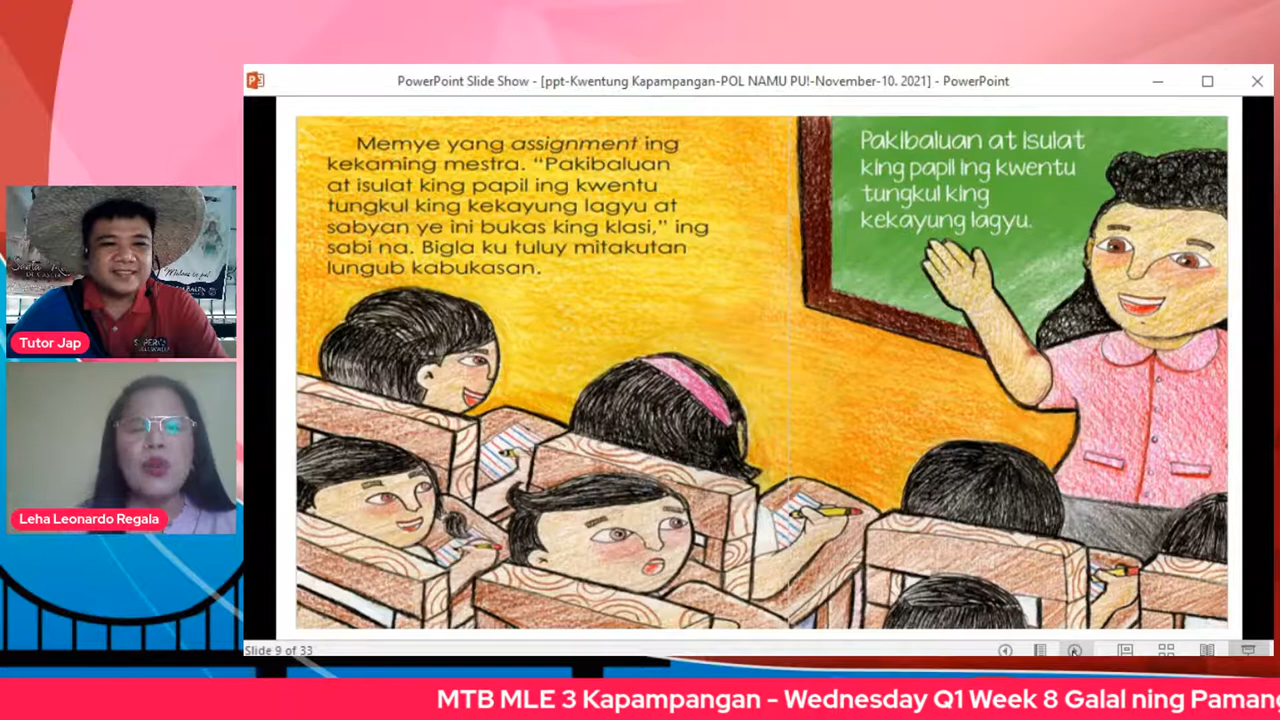 PowerPoint Slide Show - [ppt-Kwentung Kapampangan-POL NAMU PU!-November-10. 2021] - PowerPoint
Memye yang assignment ing
kekaming mestra. “Pakibaluan
at isulat king papil ing kwentu
tungkul king kekayung lagyu at
sabyan ye ini bukas king klasi,” ing
sabi na. Bigla ku tuluy mitakutan
lungub kabukasan.
Pakibaluan at isulat
king papil ing kwentu
tungkul king
kekayung lagyu.
Tutor Jap
Leha Leonardo Regala
Slide 9 of 33
MTB MLE 3 Kapampangan - Wednesday Q1 Week 8 Galal ning Pamang